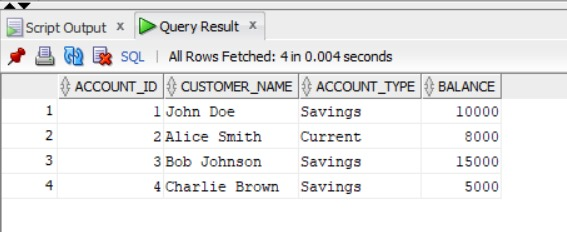 Script Output x Query Result x
SQL | All Rows Fetched: 4 in 0.004 seconds
ACCOUNT_ID CUSTOMER_NAME ACCOUNT_TYPE BALANCE
1 1 John Doe Savings 10000
2 2 Alice Smith Current 8000
3 3 Bob Johnson Savings 15000
4 4 Charlie Brown Savings 5000